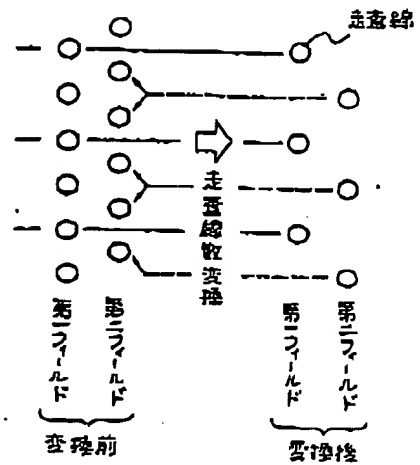 走査線
走査線数変換
第一フィールド
第二フィールド
第一フィールド
第二フィールド
変換前
変換後